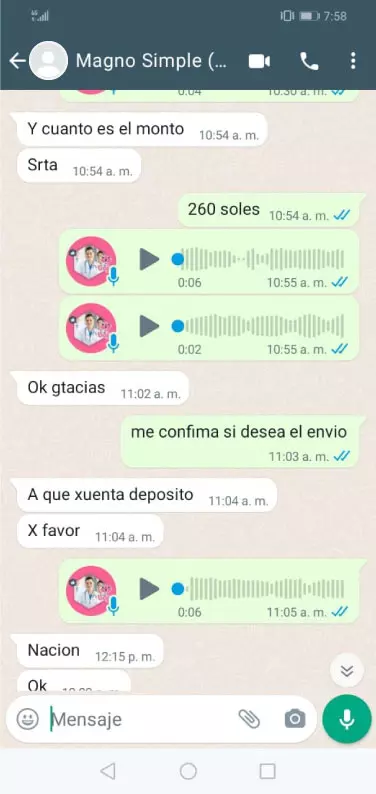 7:58
Magno Simple (...
0:04 10:30 a. m.
Y cuanto es el monto 10:54 a. m.
Srta 10:54 a. m.
260 soles 10:54 a. m.
0:06 10:55 a. m.
0:02 10:55 a. m.
Ok gtacias 11:02 a. m.
me confima si desea el envio
11:03 a. m.
A que xuenta deposito 11:04 a. m.
X favor 11:04 a. m.
0:06 11:05 a. m.
Nacion 12:15 p. m.
Ok
Mensaje